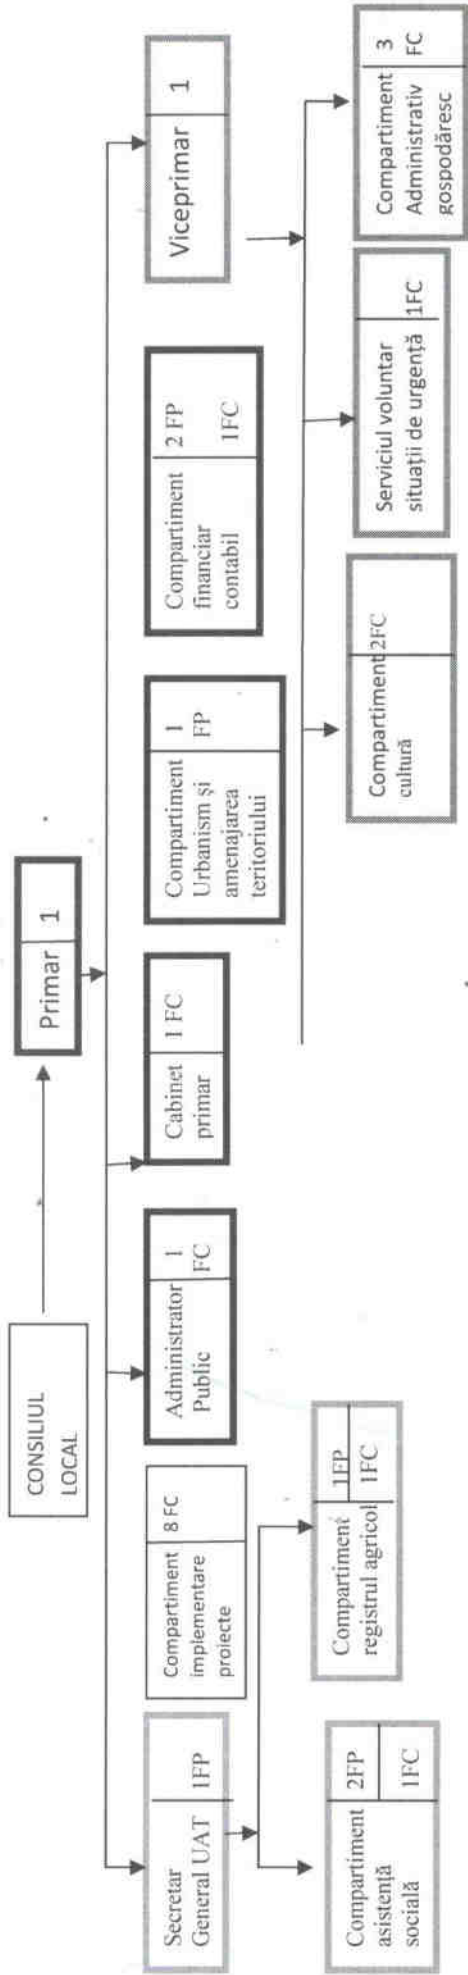 CONSILIUL
LOCAL
Primar 1
Secretar
General UAT
1FP
Compartiment
implementare
proiecte
8 FC
Administrator
Public
1
FC
Cabinet
primar
1 FC
Compartiment
Urbanism și
amenajarea
teritoriului
1
FP
Compartiment
financiar
contabil
2 FP
1FC
Viceprimar 1
Compartiment
asistență
socială
2FP
1FC
Compartiment
registrul agricol
1FP
1FC
Compartiment
cultură
2FC
Serviciul voluntar
situații de urgență
1FC
Compartiment
Administrativ
gospodăresc
3
FC